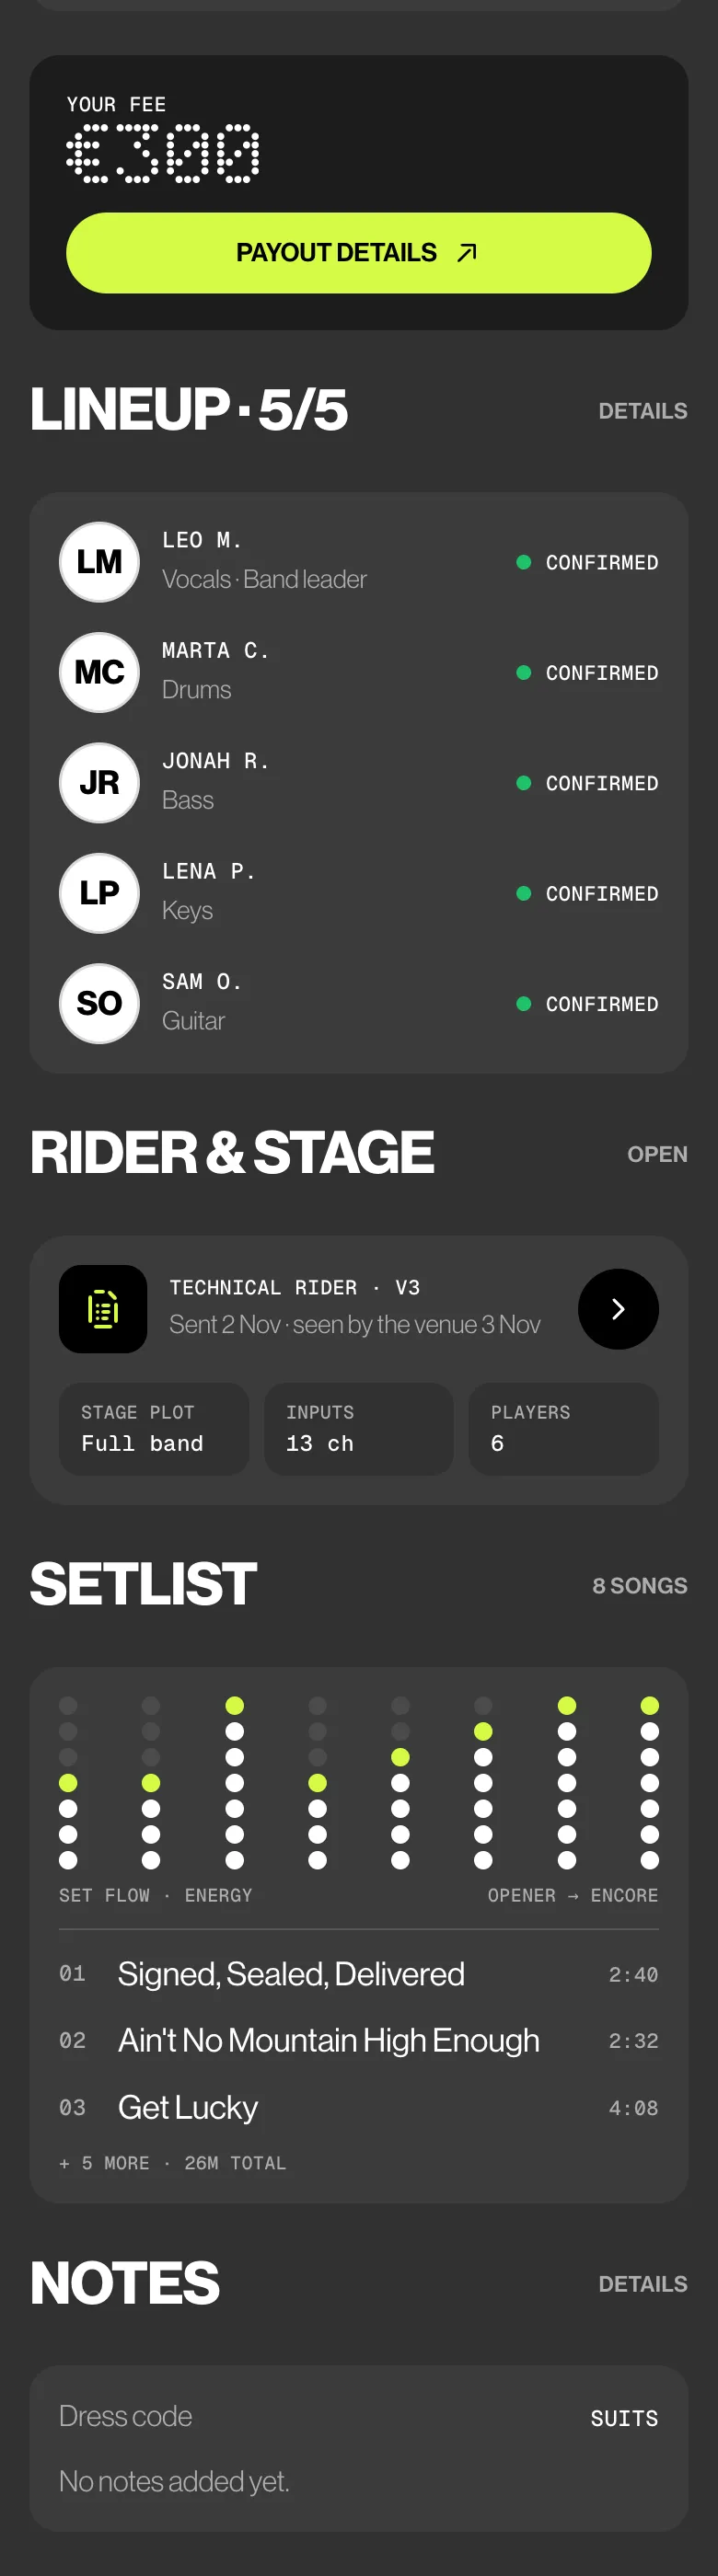 YOUR FEE
€300
PAYOUT DETAILS
LINEUP · 5/5
DETAILS
LM
LEO M.
Vocals · Band leader
CONFIRMED
MC
MARTA C.
Drums
CONFIRMED
JR
JONAH R.
Bass
CONFIRMED
LP
LENA P.
Keys
CONFIRMED
SO
SAM O.
Guitar
CONFIRMED
RIDER & STAGE
OPEN
TECHNICAL RIDER · V3
Sent 2 Nov · seen by the venue 3 Nov
STAGE PLOT
Full band
INPUTS
13 ch
PLAYERS
6
SETLIST
8 SONGS
SET FLOW · ENERGY
OPENER → ENCORE
01 Signed, Sealed, Delivered 2:40
02 Ain't No Mountain High Enough 2:32
03 Get Lucky 4:08
+ 5 MORE · 26M TOTAL
NOTES
DETAILS
Dress code SUITS
No notes added yet.